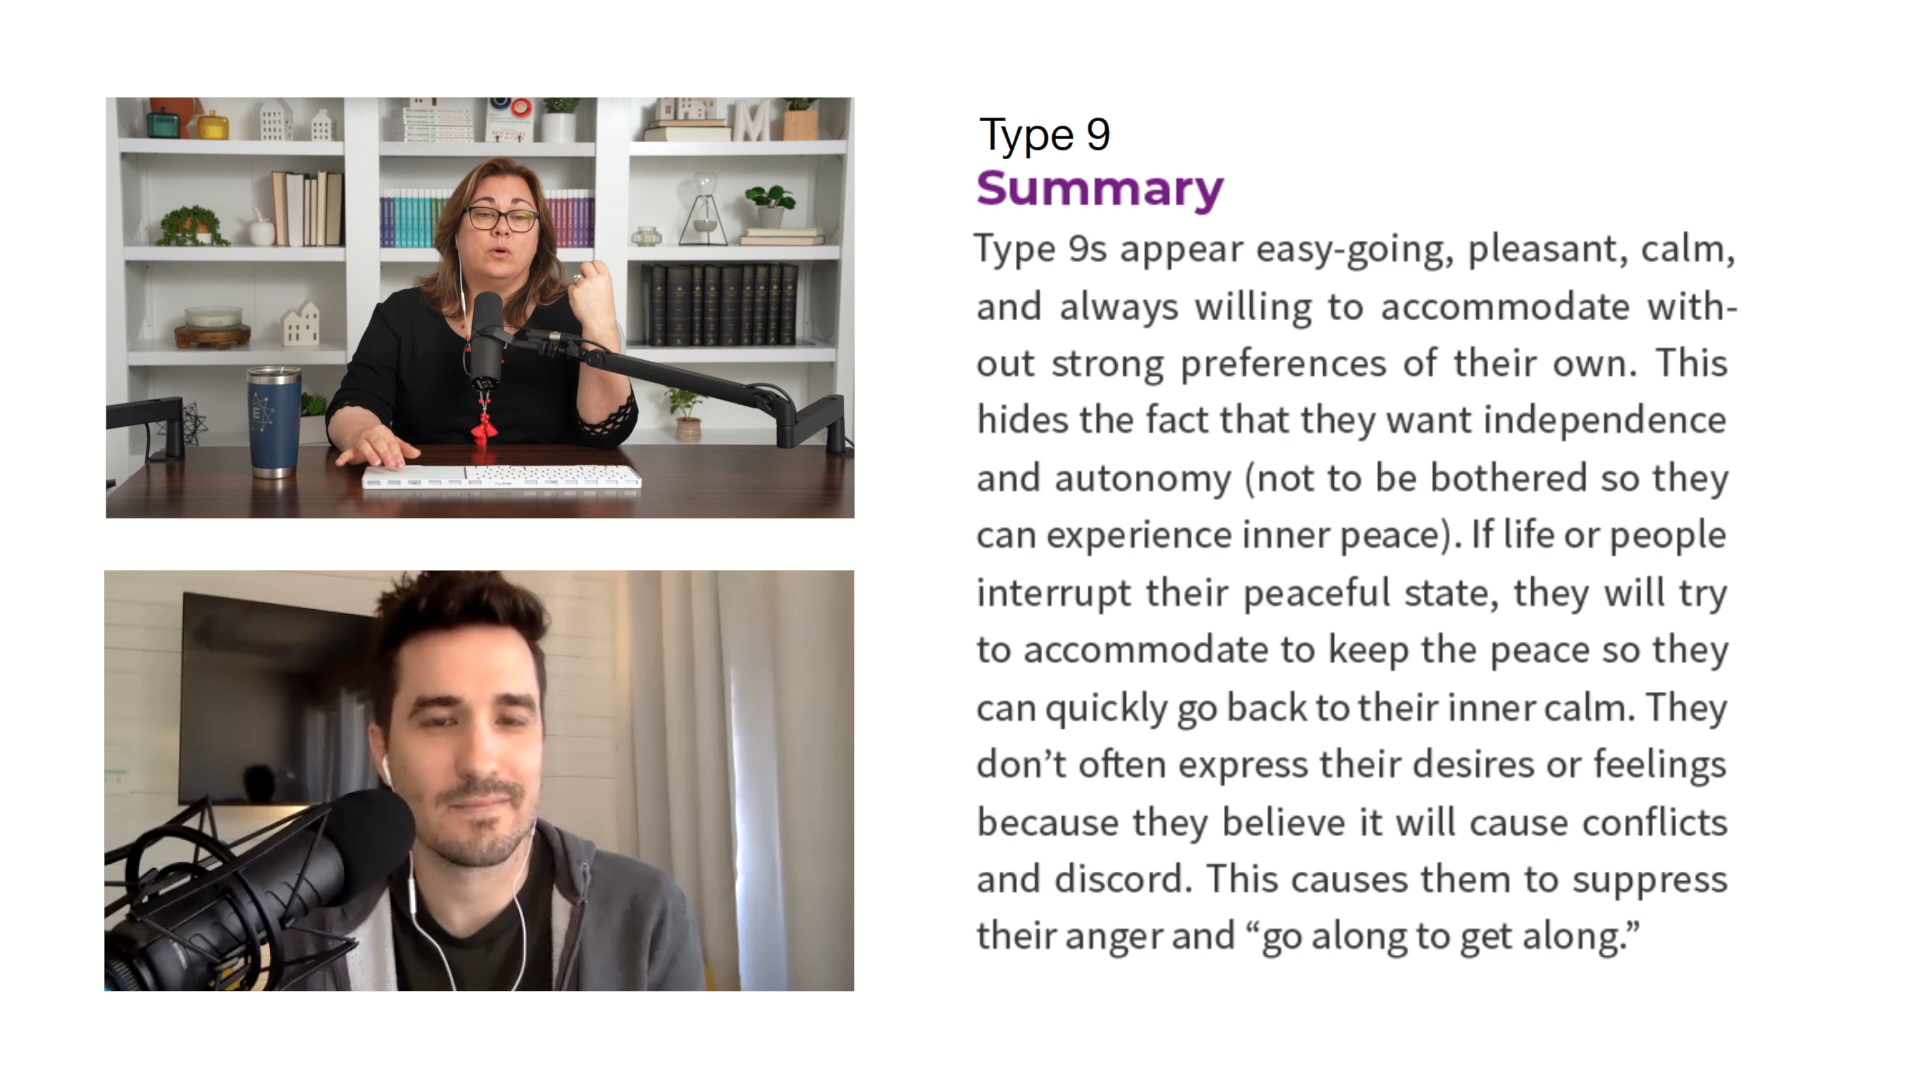 Type 9
Summary
Type 9s appear easy-going, pleasant, calm,
and always willing to accommodate with-
out strong preferences of their own. This
hides the fact that they want independence
and autonomy (not to be bothered so they
can experience inner peace). If life or people
interrupt their peaceful state, they will try
to accommodate to keep the peace so they
can quickly go back to their inner calm. They
don’t often express their desires or feelings
because they believe it will cause conflicts
and discord. This causes them to suppress
their anger and “go along to get along.”
M
E